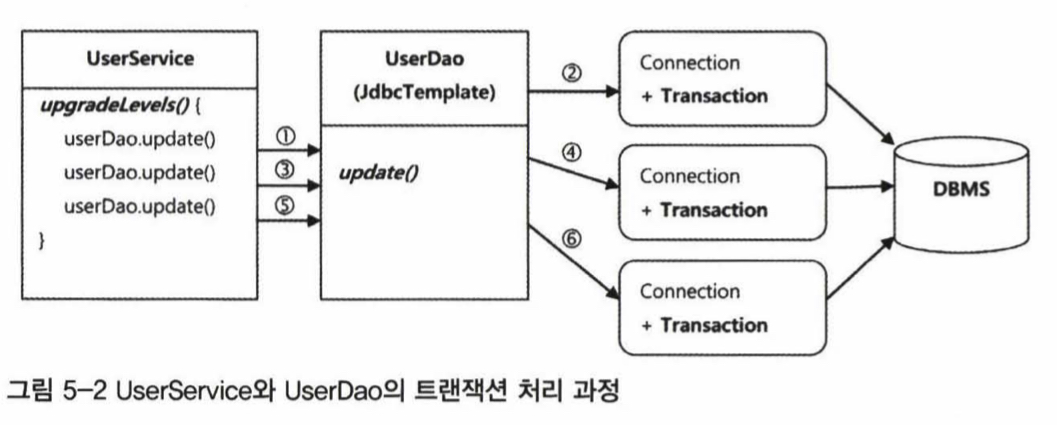 UserService
upgradeLevels() {
userDao.update()
userDao.update()
userDao.update()
}
①
③
⑤
UserDao
(JdbcTemplate)
update()
②
④
⑥
Connection
+ Transaction
Connection
+ Transaction
Connection
+ Transaction
DBMS
그림 5-2 UserService와 UserDao의 트랜잭션 처리 과정